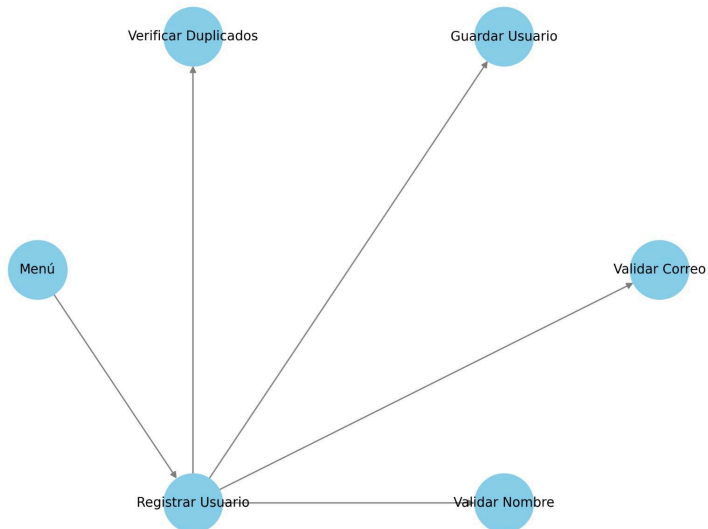 Verificar Duplicados
Guardar Usuario
Menú
Validar Correo
Registrar Usuario
Validar Nombre